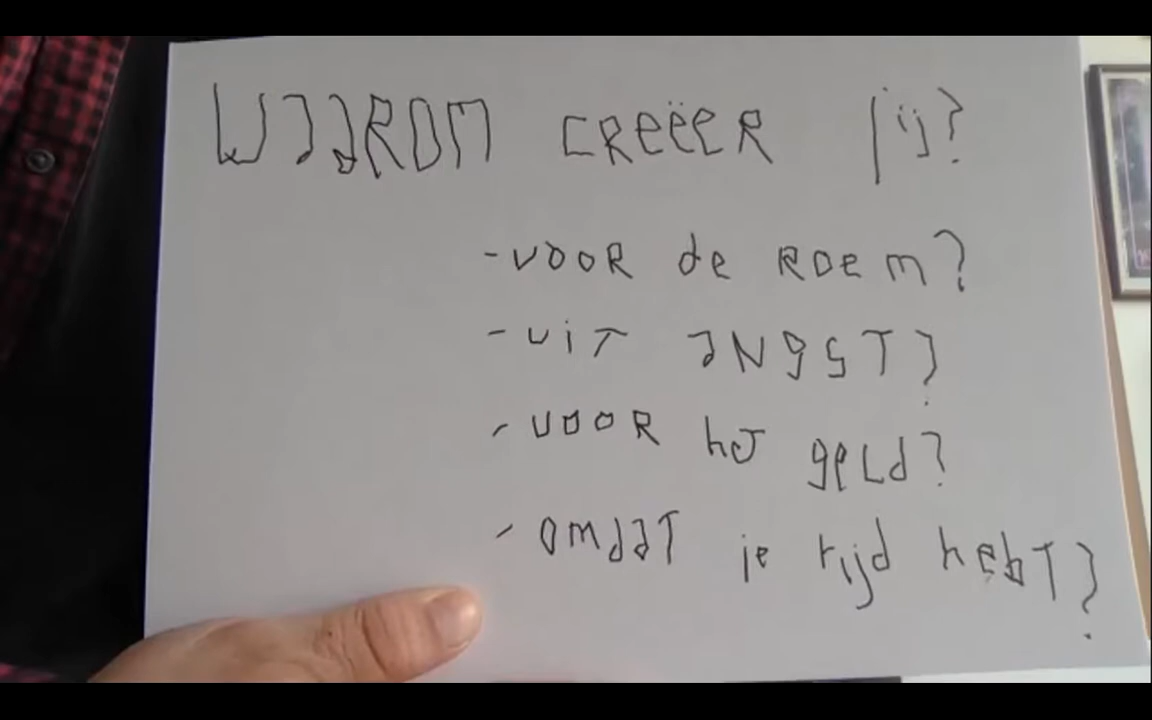 WaaROM CREËER jij?
-VOOR de ROEm?
-uiT aNgST?
-VOOR heT geLd?
-OmdaT je tijd hebT?